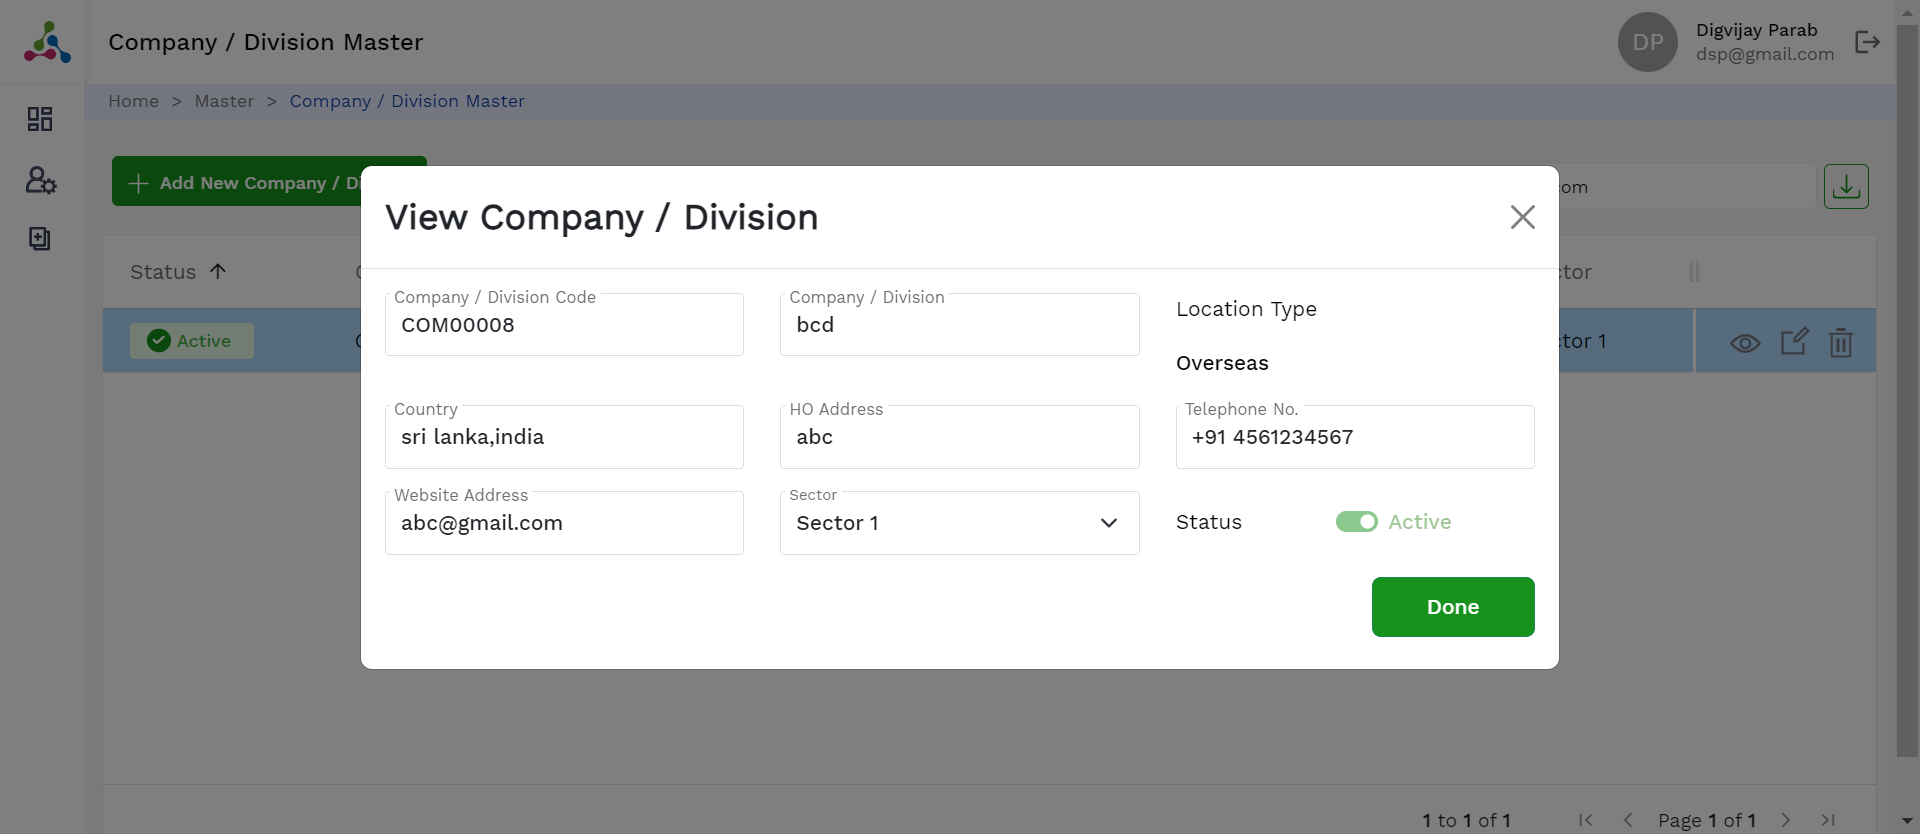 Company / Division Master
DP
Digvijay Parab
dsp@gmail.com
Home > Master > Company / Division Master
Add New Company / Di
om
Status
tor
Active
tor 1
View Company / Division
Company / Division Code
COM00008
Company / Division
bcd
Location Type
Overseas
Country
sri lanka,india
HO Address
abc
Telephone No.
+91 4561234567
Website Address
abc@gmail.com
Sector
Sector 1
Status
Active
Done
1 to 1 of 1
Page 1 of 1